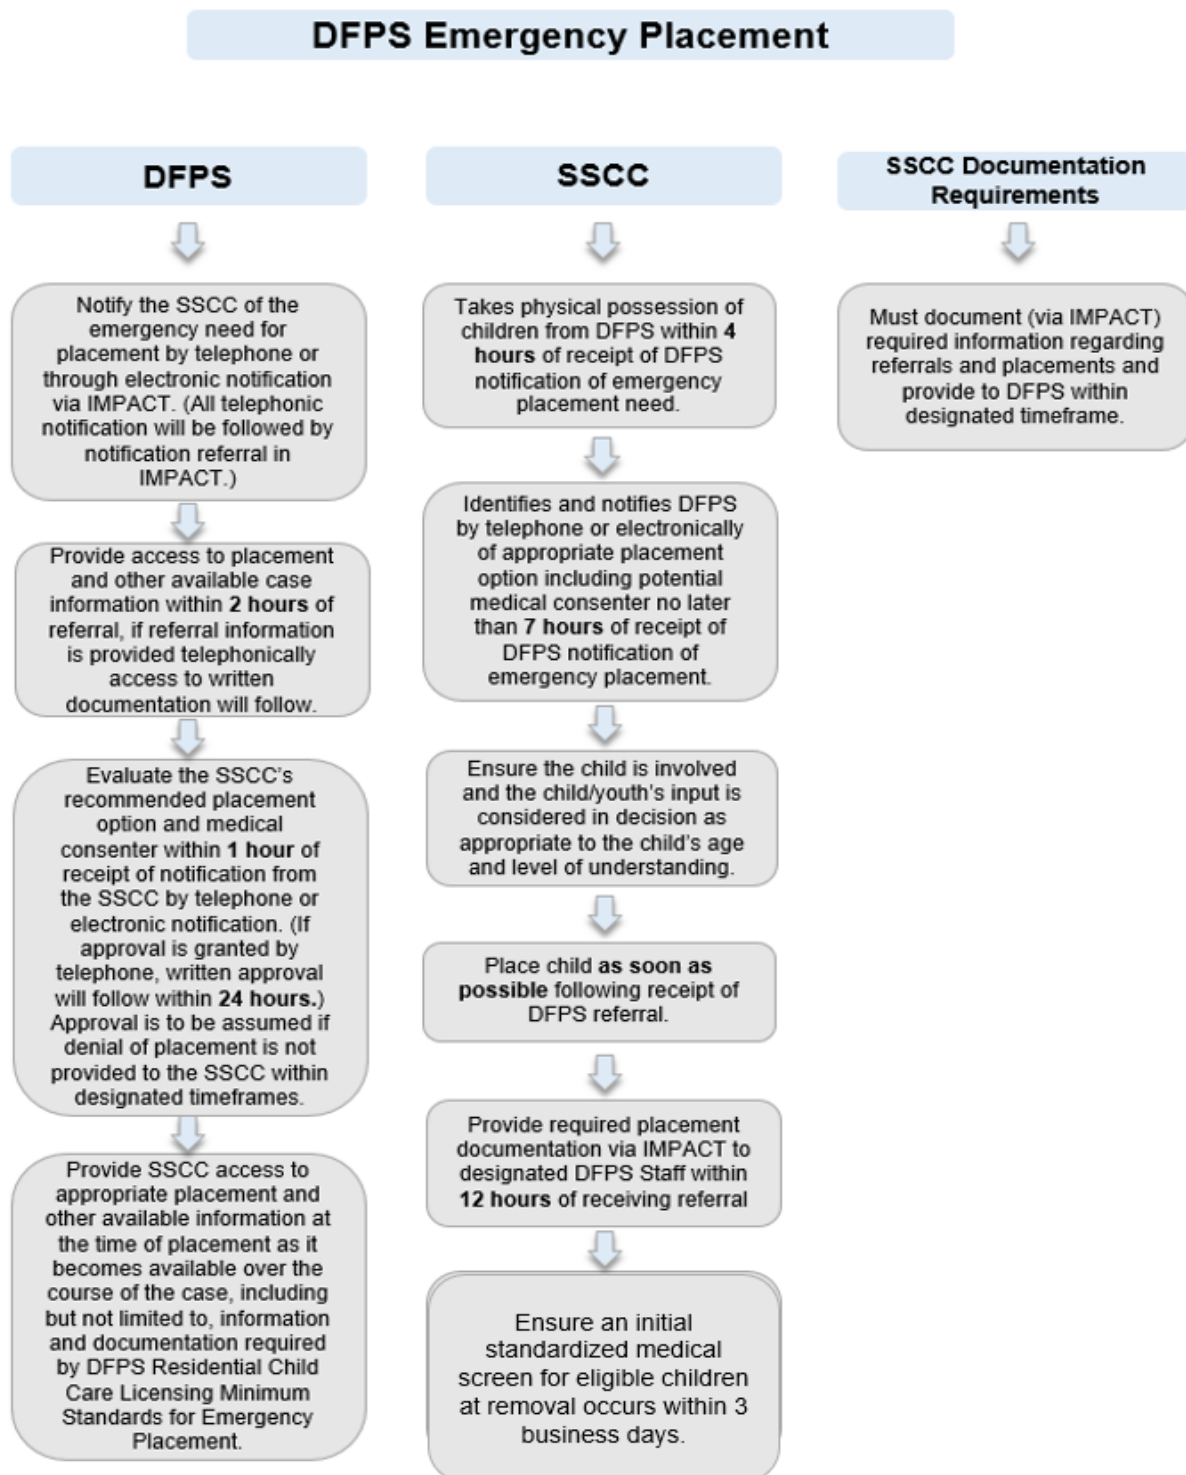 DFPS Emergency Placement
DFPS
Notify the SSCC of the
emergency need for
placement by telephone or
through electronic notification
via IMPACT. (All telephonic
notification will be followed by
notification referral in
IMPACT.)
Provide access to placement
and other available case
information within 2 hours of
referral, if referral information
is provided telephonically
access to written
documentation will follow.
Evaluate the SSCC’s
recommended placement
option and medical
consenter within 1 hour of
receipt of notification from
the SSCC by telephone or
electronic notification. (If
approval is granted by
telephone, written approval
will follow within 24 hours.)
Approval is to be assumed if
denial of placement is not
provided to the SSCC within
designated timeframes.
Provide SSCC access to
appropriate placement and
other available information at
the time of placement as it
becomes available over the
course of the case, including
but not limited to, information
and documentation required
by DFPS Residential Child
Care Licensing Minimum
Standards for Emergency
Placement.
SSCC
Takes physical possession of
children from DFPS within 4
hours of receipt of DFPS
notification of emergency
placement need.
Identifies and notifies DFPS
by telephone or electronically
of appropriate placement
option including potential
medical consenter no later
than 7 hours of receipt of
DFPS notification of
emergency placement.
Ensure the child is involved
and the child/youth’s input is
considered in decision as
appropriate to the child’s age
and level of understanding.
Place child as soon as
possible following receipt of
DFPS referral.
Provide required placement
documentation via IMPACT to
designated DFPS Staff within
12 hours of receiving referral
Ensure an initial
standardized medical
screen for eligible children
at removal occurs within 3
business days.
SSCC Documentation
Requirements
Must document (via IMPACT)
required information regarding
referrals and placements and
provide to DFPS within
designated timeframe.